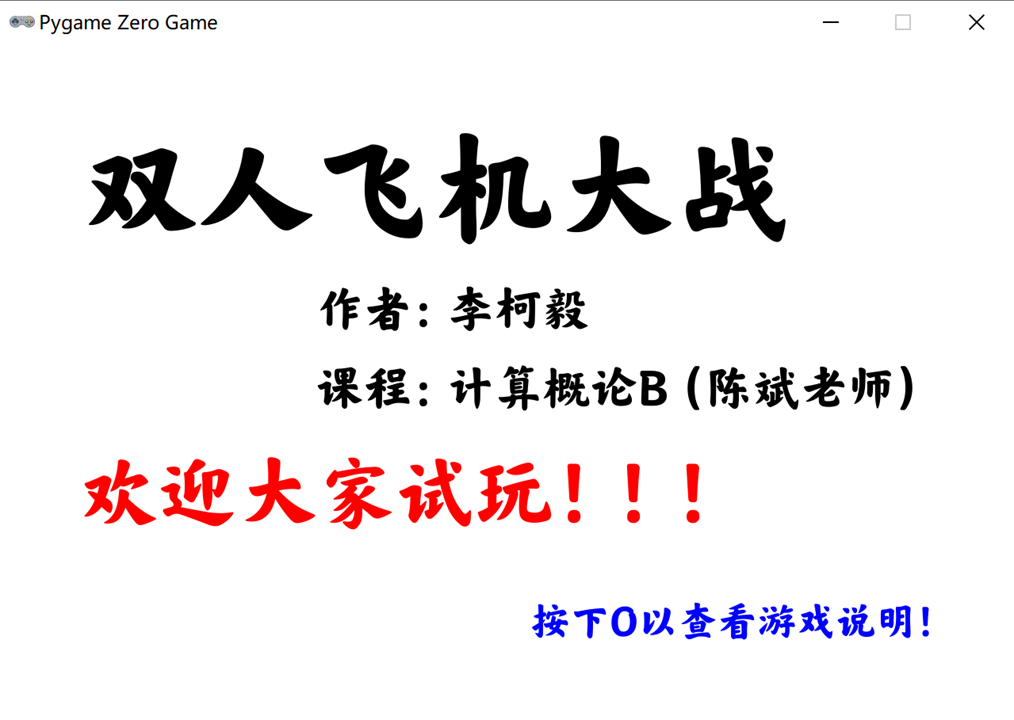 Pygame Zero Game
双人飞机大战
作者：李柯毅
课程：计算概论B（陈斌老师）
欢迎大家试玩！！！
按下O以查看游戏说明！